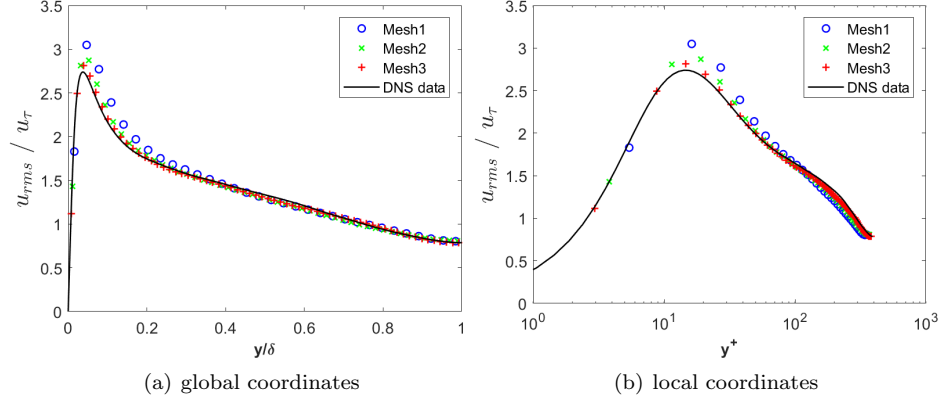 3.5
3
2.5
2
1.5
1
0.5
0
u_rms / u_τ
0 0.2 0.4 0.6 0.8 1
y/δ
Mesh1
Mesh2
Mesh3
DNS data
(a) global coordinates
3.5
3
2.5
2
1.5
1
0.5
0
u_rms / u_τ
10^0 10^1 10^2 10^3
y^+
Mesh1
Mesh2
Mesh3
DNS data
(b) local coordinates